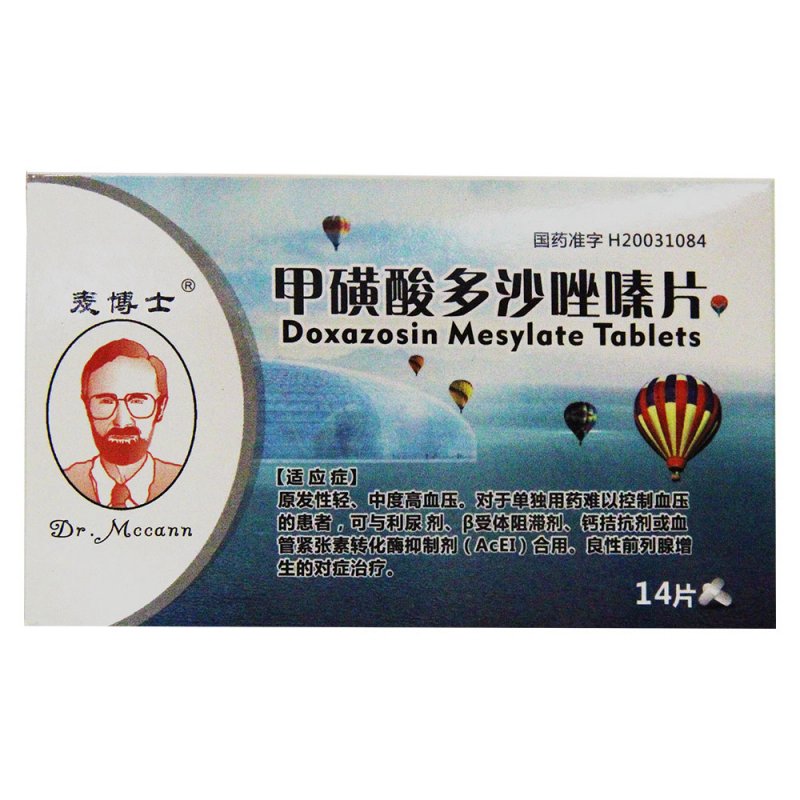 国药准字 H20031084
麦博士®
甲磺酸多沙唑嗪片
Doxazosin Mesylate Tablets
Dr. Mccann
【适应症】
原发性轻、中度高血压。对于单独用药难以控制血压
的患者，可与利尿剂、β受体阻滞剂、钙拮抗剂或血
管紧张素转化酶抑制剂（AcEI）合用。良性前列腺增
生的对症治疗。
14片